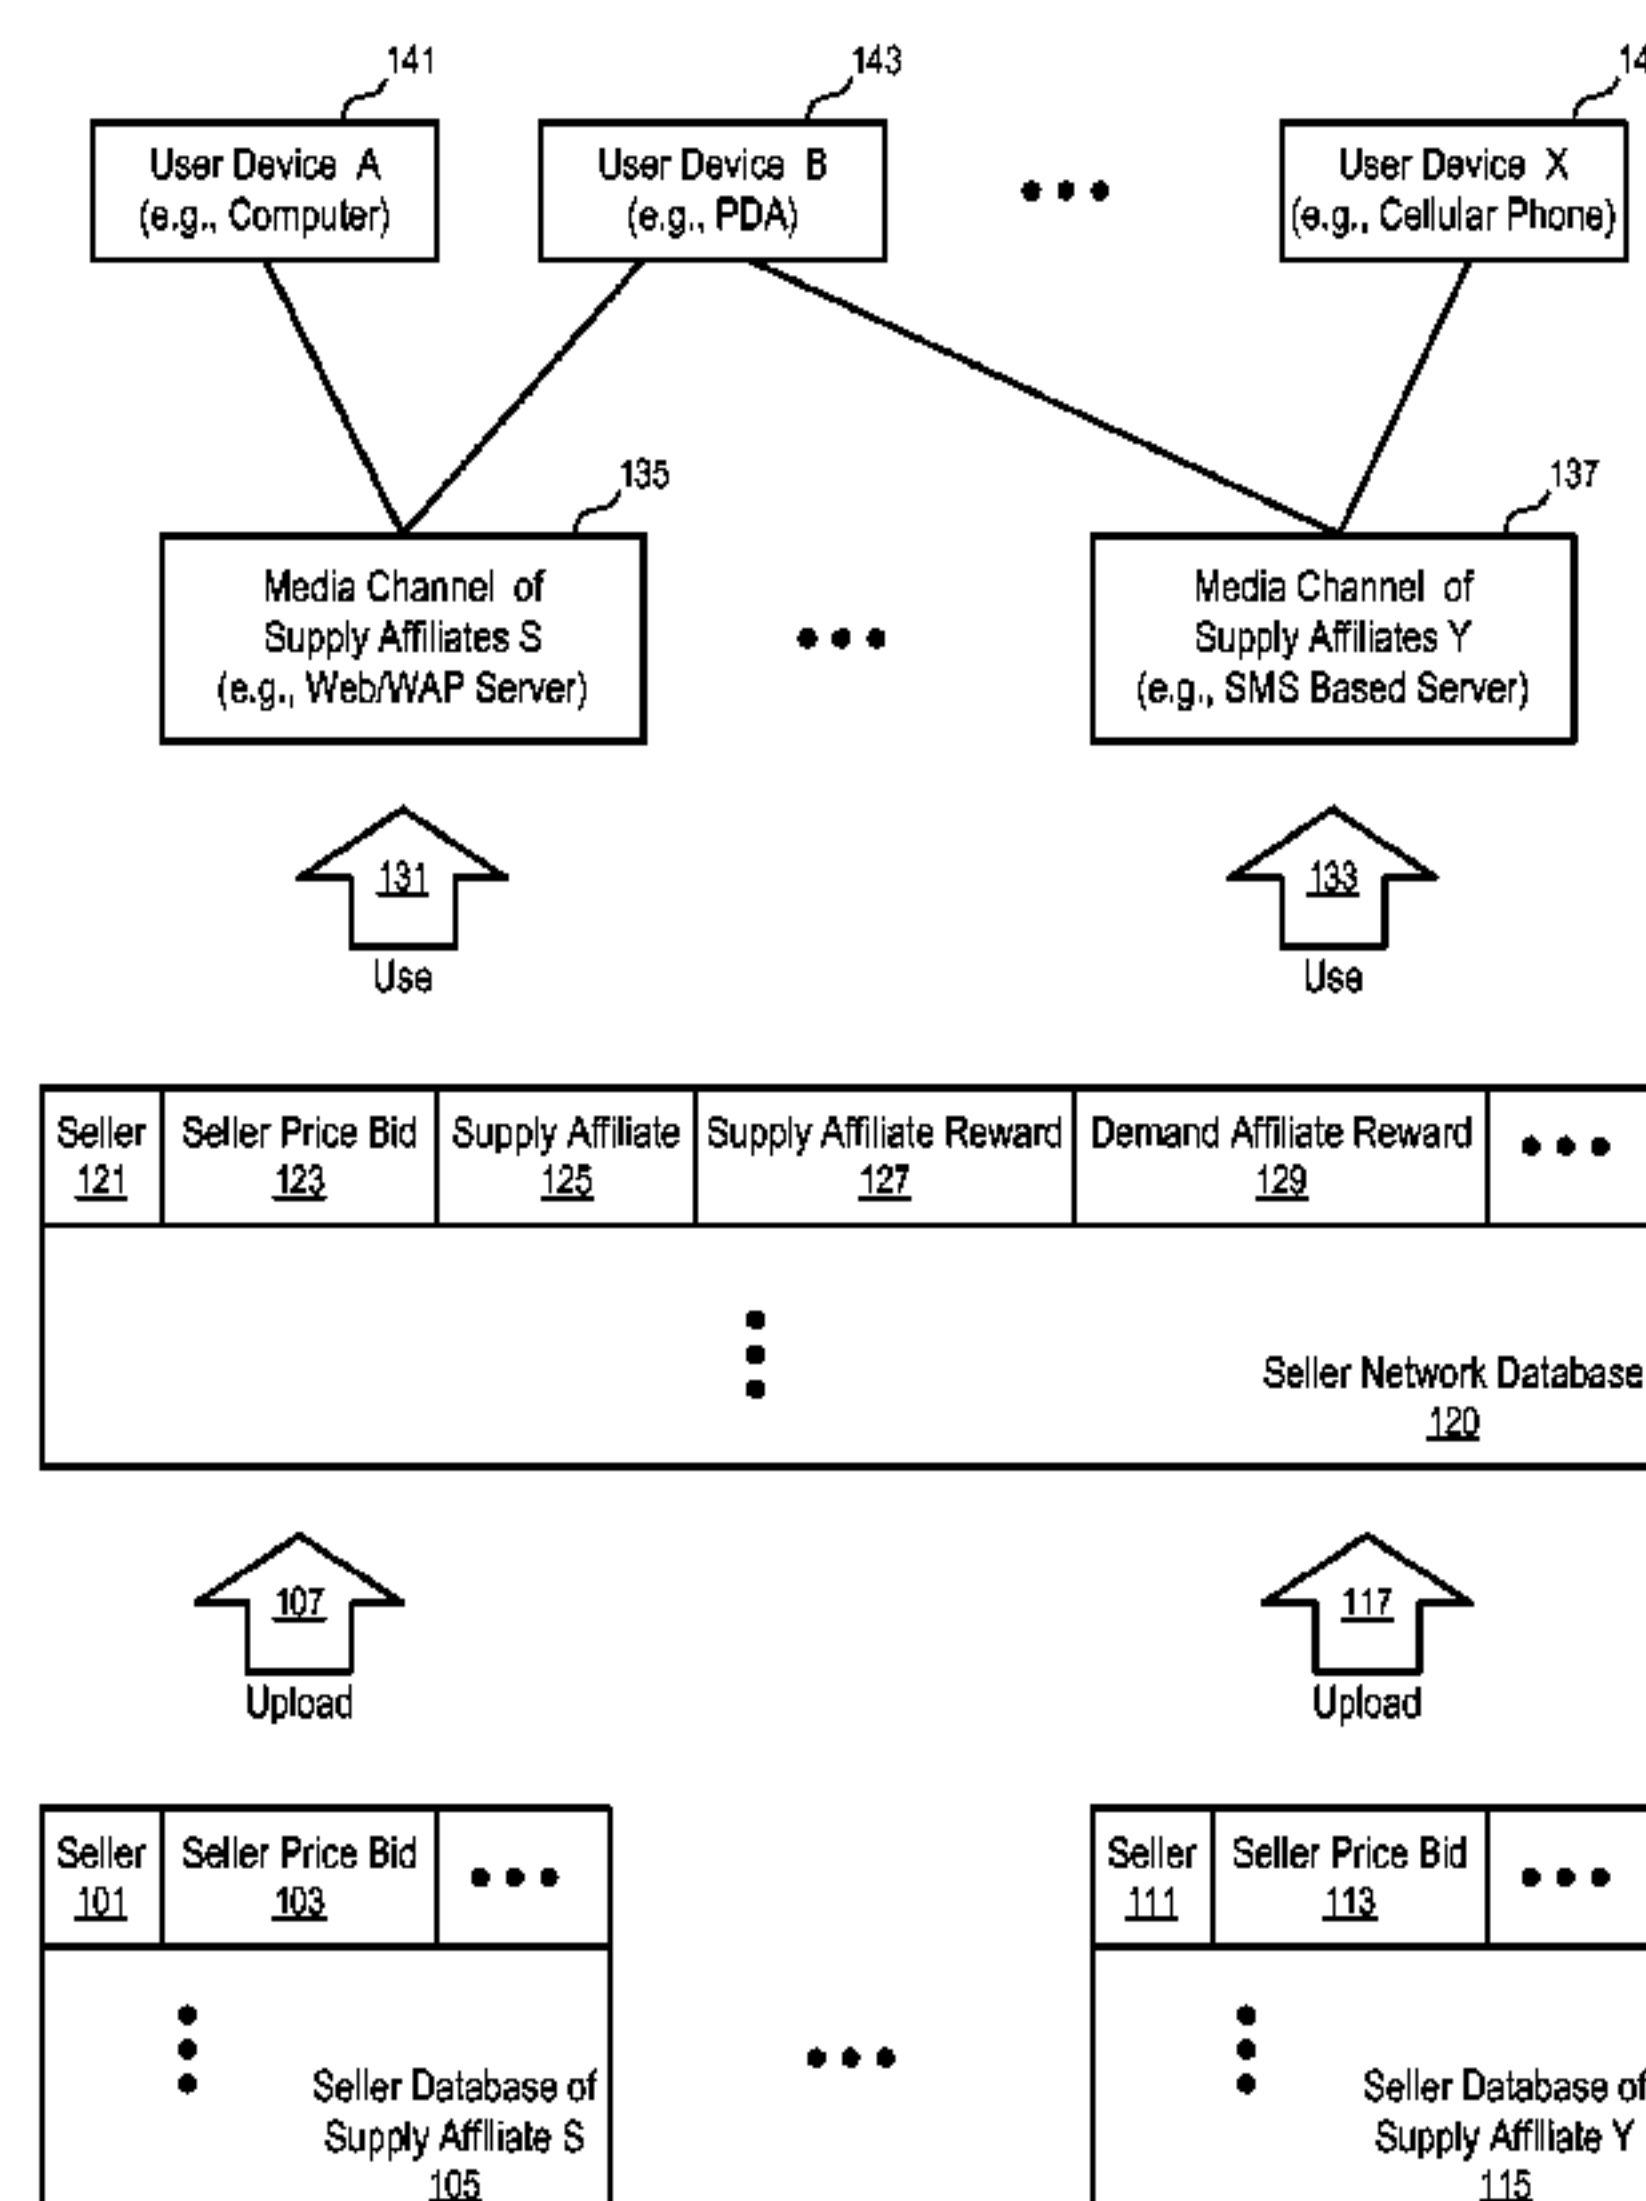 141
143
User Device A
(e.g., Computer)
User Device B
(e.g., PDA)
User Device X
(e.g., Cellular Phone)
135
137
Media Channel of
Supply Affiliates S
(e.g., Web/WAP Server)
Media Channel of
Supply Affiliates Y
(e.g., SMS Based Server)
131
Use
133
Use
Seller
121
Seller Price Bid
123
Supply Affiliate
125
Supply Affiliate Reward
127
Demand Affiliate Reward
129
Seller Network Database
120
107
Upload
117
Upload
Seller
101
Seller Price Bid
103
Seller Database of
Supply Affiliate S
105
Seller
111
Seller Price Bid
113
Seller Database of
Supply Affiliate Y
115